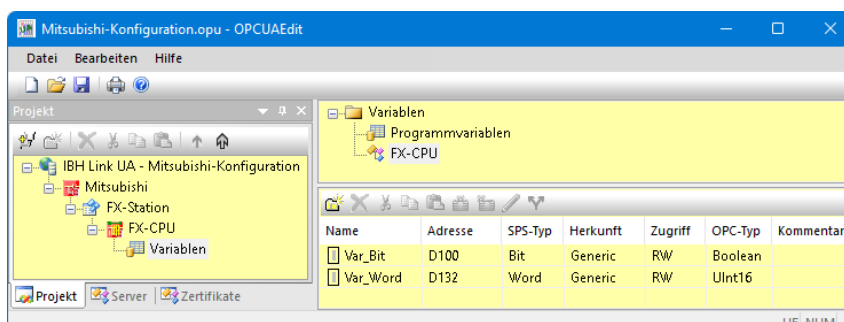 Mitsubishi-Konfiguration.opu - OPCUAEdit
Datei Bearbeiten Hilfe
Projekt
IBH Link UA - Mitsubishi-Konfiguration
Mitsubishi
FX-Station
FX-CPU
Variablen
Projekt Server Zertifikate
Variablen
Programmvariablen
FX-CPU
Name Adresse SPS-Typ Herkunft Zugriff OPC-Typ Kommentar
Var_Bit D100 Bit Generic RW Boolean
Var_Word D132 Word Generic RW UInt16
NUM